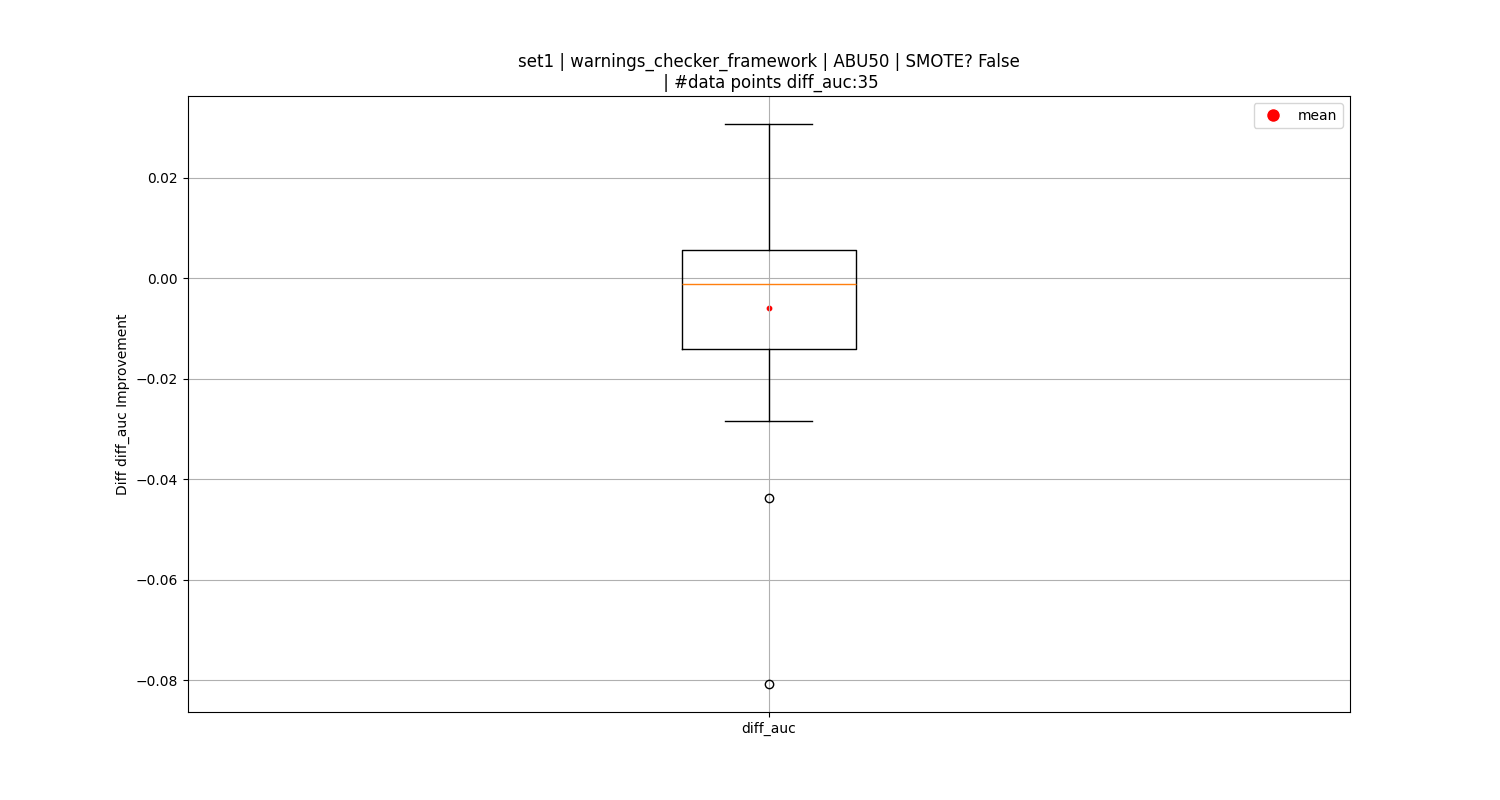 set1 | warnings_checker_framework | ABU50 | SMOTE? False
| #data points diff_auc:35
mean
0.02
0.00
−0.02
−0.04
−0.06
−0.08
Diff diff_auc Improvement
diff_auc